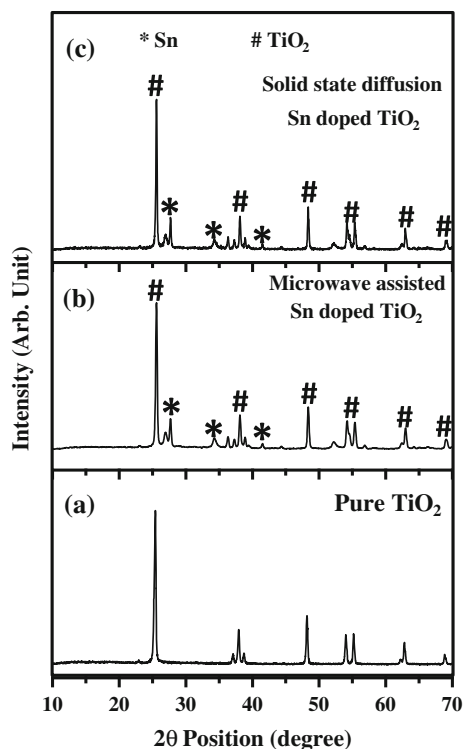 (c)
* Sn
# TiO₂
#
Solid state diffusion
Sn doped TiO₂
*
*
#
*
#
#
#
#
(b)
Microwave assisted
Sn doped TiO₂
#
*
*
#
*
#
#
#
#
(a)
Pure TiO₂
Intensity (Arb. Unit)
10 20 30 40 50 60 70
2θ Position (degree)